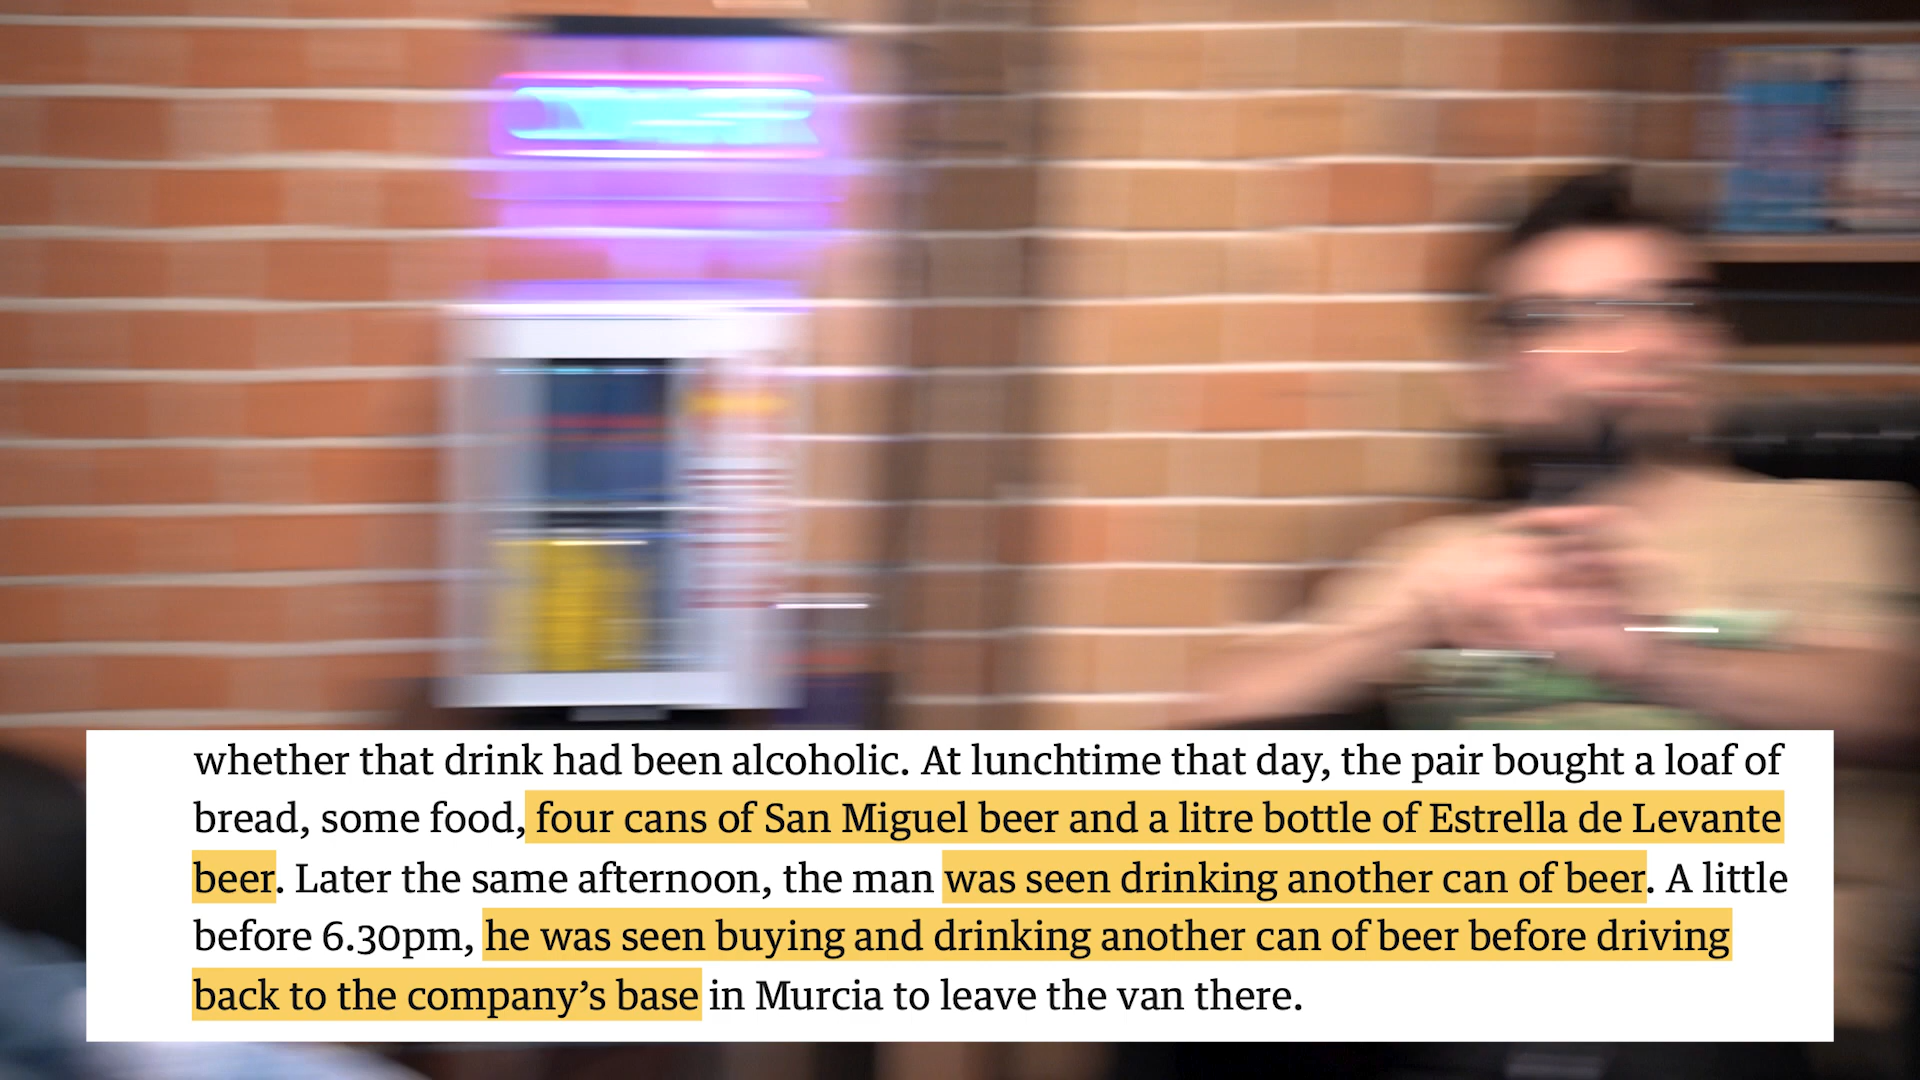 whether that drink had been alcoholic. At lunchtime that day, the pair bought a loaf of
bread, some food, four cans of San Miguel beer and a litre bottle of Estrella de Levante
beer. Later the same afternoon, the man was seen drinking another can of beer. A little
before 6.30pm, he was seen buying and drinking another can of beer before driving
back to the company’s base in Murcia to leave the van there.